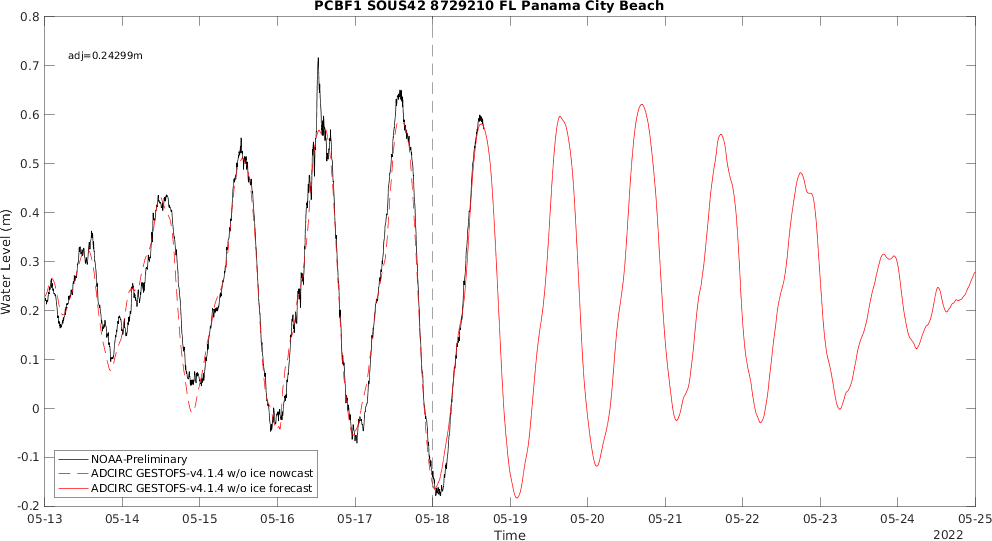 PCBF1 SOUS42 8729210 FL Panama City Beach
adj=0.24299m
Water Level (m)
0.8
0.7
0.6
0.5
0.4
0.3
0.2
0.1
0
-0.1
-0.2
NOAA-Preliminary
ADCIRC GESTOFS-v4.1.4 w/o ice nowcast
ADCIRC GESTOFS-v4.1.4 w/o ice forecast
05-13 05-14 05-15 05-16 05-17 05-18 05-19 05-20 05-21 05-22 05-23 05-24 05-25
Time
2022